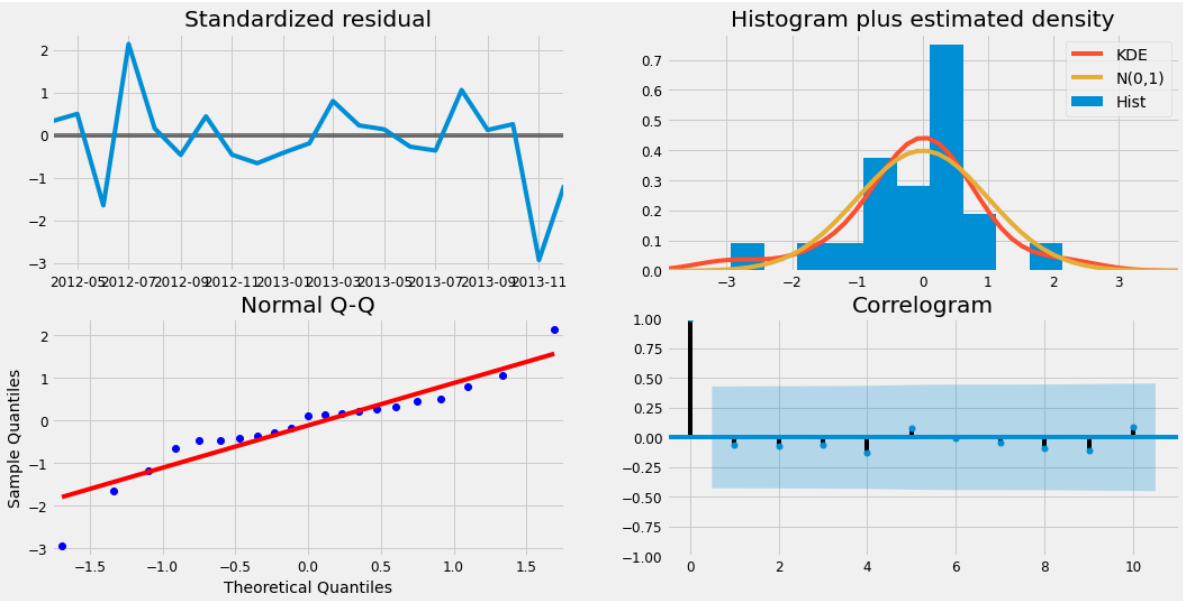 Standardized residual
2
1
0
−1
−2
−3
2012-05 2012-07 2012-09 2012-11 2013-01 2013-03 2013-05 2013-07 2013-09 2013-11
Histogram plus estimated density
KDE
N(0,1)
Hist
0.7
0.6
0.5
0.4
0.3
0.2
0.1
0.0
−3 −2 −1 0 1 2 3
Normal Q-Q
Sample Quantiles
2
1
0
−1
−2
−3
−1.5 −1.0 −0.5 0.0 0.5 1.0 1.5
Theoretical Quantiles
Correlogram
1.00
0.75
0.50
0.25
0.00
−0.25
−0.50
−0.75
−1.00
0 2 4 6 8 10